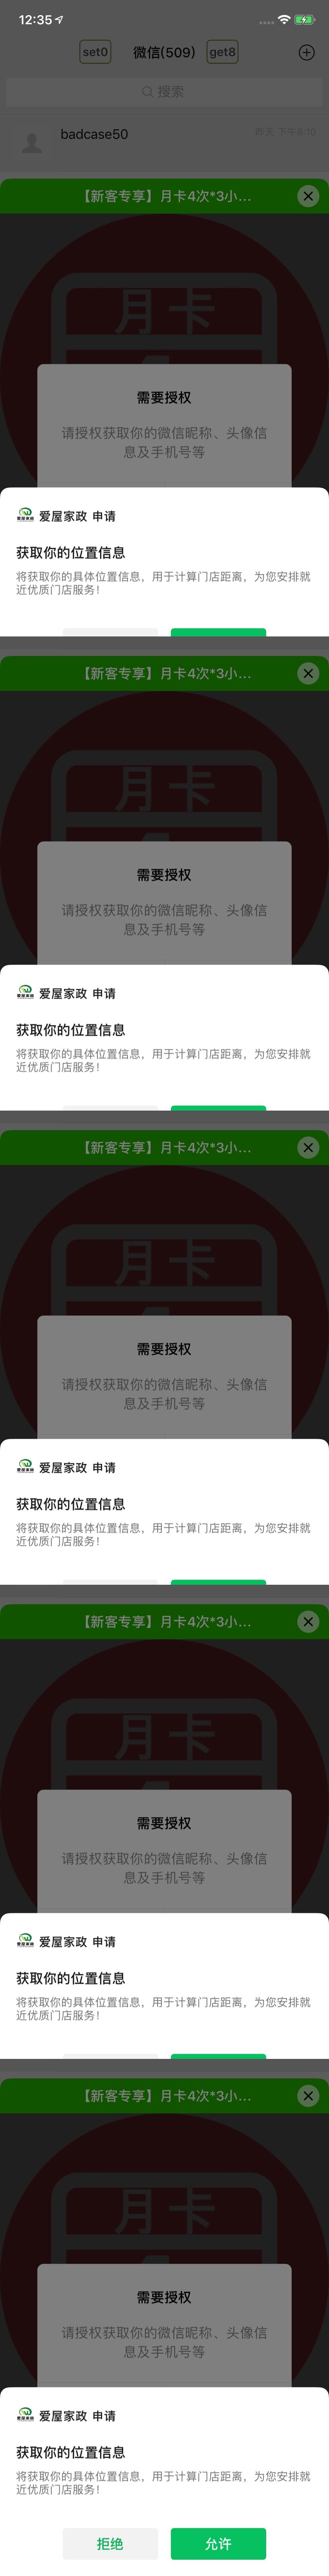 12:35
set0 微信(509) get8
搜索
badcase50 昨天 下午6:10
【新客专享】月卡4次*3小...
月卡
需要授权
请授权获取你的微信昵称、头像信
息及手机号等
爱屋家政 申请
获取你的位置信息
将获取你的具体位置信息，用于计算门店距离，为您安排就
近优质门店服务！
【新客专享】月卡4次*3小...
月卡
需要授权
请授权获取你的微信昵称、头像信
息及手机号等
爱屋家政 申请
获取你的位置信息
将获取你的具体位置信息，用于计算门店距离，为您安排就
近优质门店服务！
【新客专享】月卡4次*3小...
月卡
需要授权
请授权获取你的微信昵称、头像信
息及手机号等
爱屋家政 申请
获取你的位置信息
将获取你的具体位置信息，用于计算门店距离，为您安排就
近优质门店服务！
【新客专享】月卡4次*3小...
月卡
需要授权
请授权获取你的微信昵称、头像信
息及手机号等
爱屋家政 申请
获取你的位置信息
将获取你的具体位置信息，用于计算门店距离，为您安排就
近优质门店服务！
【新客专享】月卡4次*3小...
月卡
需要授权
请授权获取你的微信昵称、头像信
息及手机号等
爱屋家政 申请
获取你的位置信息
将获取你的具体位置信息，用于计算门店距离，为您安排就
近优质门店服务！
拒绝 允许